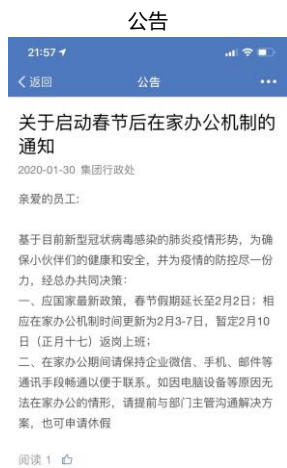 公告
21:57
返回
公告
关于启动春节后在家办公机制的
通知
2020-01-30 集团行政处
亲爱的员工:
基于目前新型冠状病毒感染的肺炎疫情形势，为确
保小伙伴们的健康和安全，并为疫情的防控尽一份
力，经总办共同决策：
一、应国家最新政策，春节假期延长至2月2日；相
应在家办公机制时间更新为2月3-7日，暂定2月10
日（正月十七）返岗上班；
二、在家办公期间请保持企业微信、手机、邮件等
通讯手段畅通以便于联系。如因电脑设备等原因无
法在家办公的情形，请提前与部门主管沟通解决方
案，也可申请休假
阅读 1